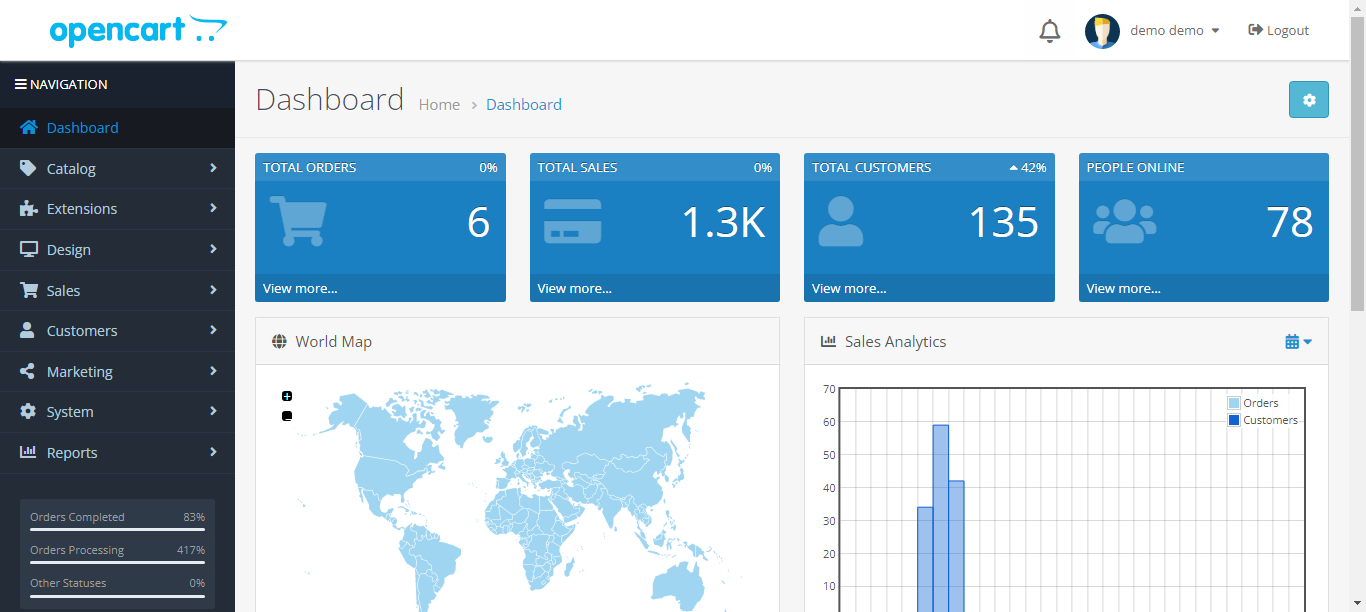 opencart
demo demo
Logout
NAVIGATION
Dashboard
Catalog
Extensions
Design
Sales
Customers
Marketing
System
Reports
Orders Completed 83%
Orders Processing 417%
Other Statuses 0%
Dashboard Home › Dashboard
TOTAL ORDERS 0%
6
View more...
TOTAL SALES 0%
1.3K
View more...
TOTAL CUSTOMERS 42%
135
View more...
PEOPLE ONLINE
78
View more...
World Map
+
Sales Analytics
70
60
50
40
30
20
10
Orders
Customers